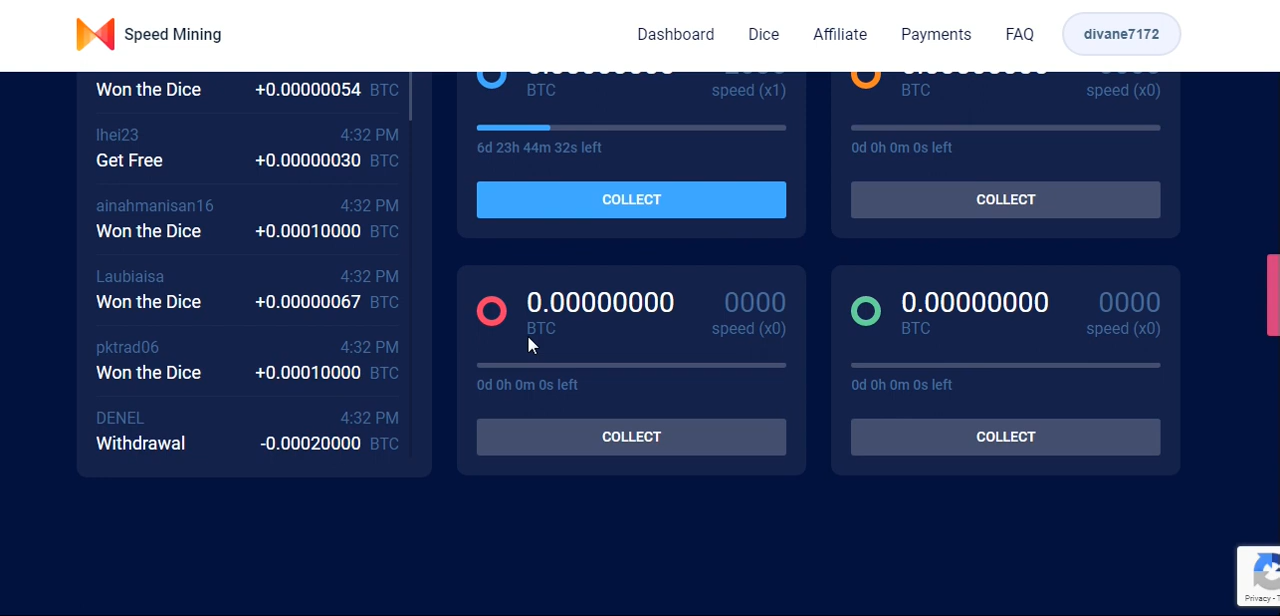 Speed Mining
Dashboard Dice Affiliate Payments FAQ divane7172
Won the Dice +0.00000054 BTC
lhei23 4:32 PM
Get Free +0.00000030 BTC
ainahmanisan16 4:32 PM
Won the Dice +0.00010000 BTC
Laubiaisa 4:32 PM
Won the Dice +0.00000067 BTC
pktrad06 4:32 PM
Won the Dice +0.00010000 BTC
DENEL 4:32 PM
Withdrawal -0.00020000 BTC
BTC speed (x1)
6d 23h 44m 32s left
COLLECT
BTC speed (x0)
0d 0h 0m 0s left
COLLECT
0.00000000 0000
BTC speed (x0)
0d 0h 0m 0s left
COLLECT
0.00000000 0000
BTC speed (x0)
0d 0h 0m 0s left
COLLECT
Privacy -